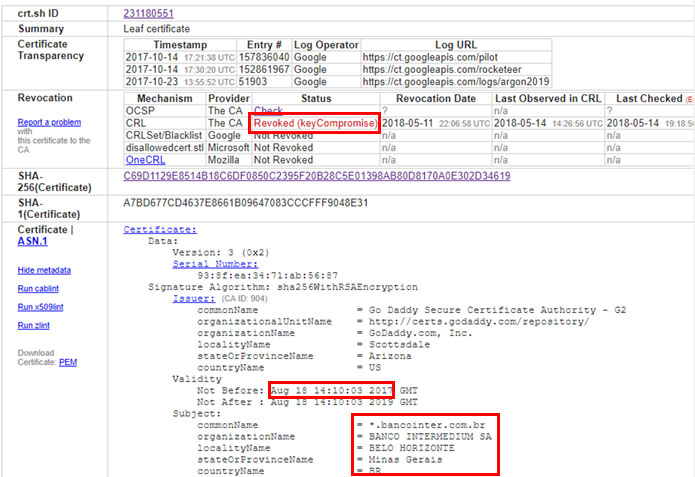 crt.sh ID 231180551
Summary Leaf certificate
Certificate Transparency
Timestamp Entry # Log Operator Log URL
2017-10-14 17:21:38 UTC 157836040 Google https://ct.googleapis.com/pilot
2017-10-14 17:30:20 UTC 152861967 Google https://ct.googleapis.com/rocketeer
2017-10-23 13:55:52 UTC 51903 Google https://ct.googleapis.com/logs/argon2019
Revocation
Report a problem
with
this certificate to the
CA
Mechanism Provider Status Revocation Date Last Observed in CRL Last Checked
OCSP The CA Check ? n/a ?
CRL The CA Revoked (keyCompromise) 2018-05-11 22:06:58 UTC 2018-05-14 14:26:56 UTC 2018-05-14 19:18:56
CRLSet/Blacklist Google Not Revoked n/a n/a n/a
disallowedcert.stl Microsoft Not Revoked n/a n/a n/a
OneCRL Mozilla Not Revoked n/a n/a n/a
SHA-
256(Certificate) C69D1129E8514B18C6DF0850C2395F20B28C5E01398AB80D8170A0E302D34619
SHA-
1(Certificate) A7BD677CD4637E8661B09647083CCCFFF9048E31
Certificate |
ASN.1
Hide metadata
Run cablint
Run x509lint
Run zlint
Download
Certificate: PEM
Certificate:
Data:
Version: 3 (0x2)
Serial Number:
93:8f:ea:34:71:ab:56:87
Signature Algorithm: sha256WithRSAEncryption
Issuer: (CA ID: 904)
commonName = Go Daddy Secure Certificate Authority - G2
organizationalUnitName = http://certs.godaddy.com/repository/
organizationName = GoDaddy.com, Inc.
localityName = Scottsdale
stateOrProvinceName = Arizona
countryName = US
Validity
Not Before: Aug 18 14:10:03 2017 GMT
Not After : Aug 18 14:10:03 2019 GMT
Subject:
commonName = *.bancointer.com.br
organizationName = BANCO INTERMEDIUM SA
localityName = BELO HORIZONTE
stateOrProvinceName = Minas Gerais
countryName = BR